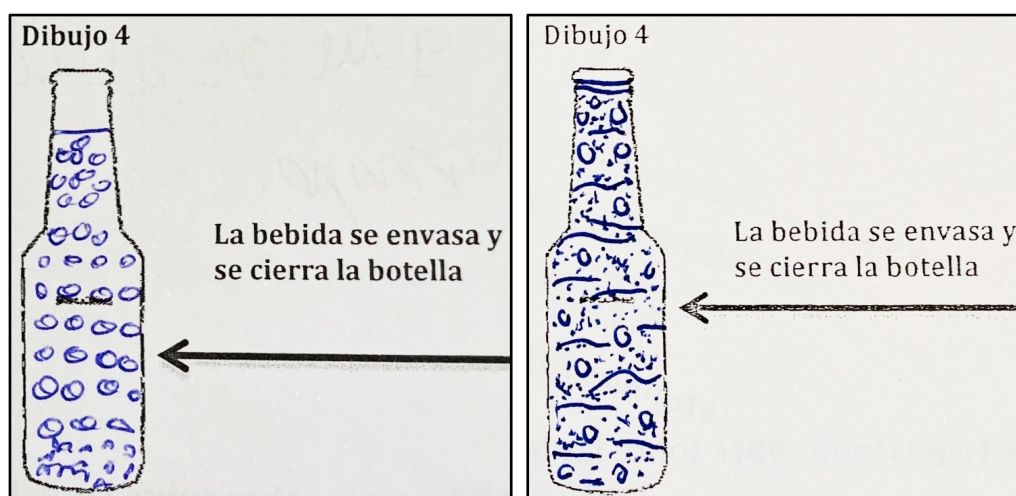 Dibujo 4
La bebida se envasa y
se cierra la botella
Dibujo 4
La bebida se envasa y
se cierra la botella